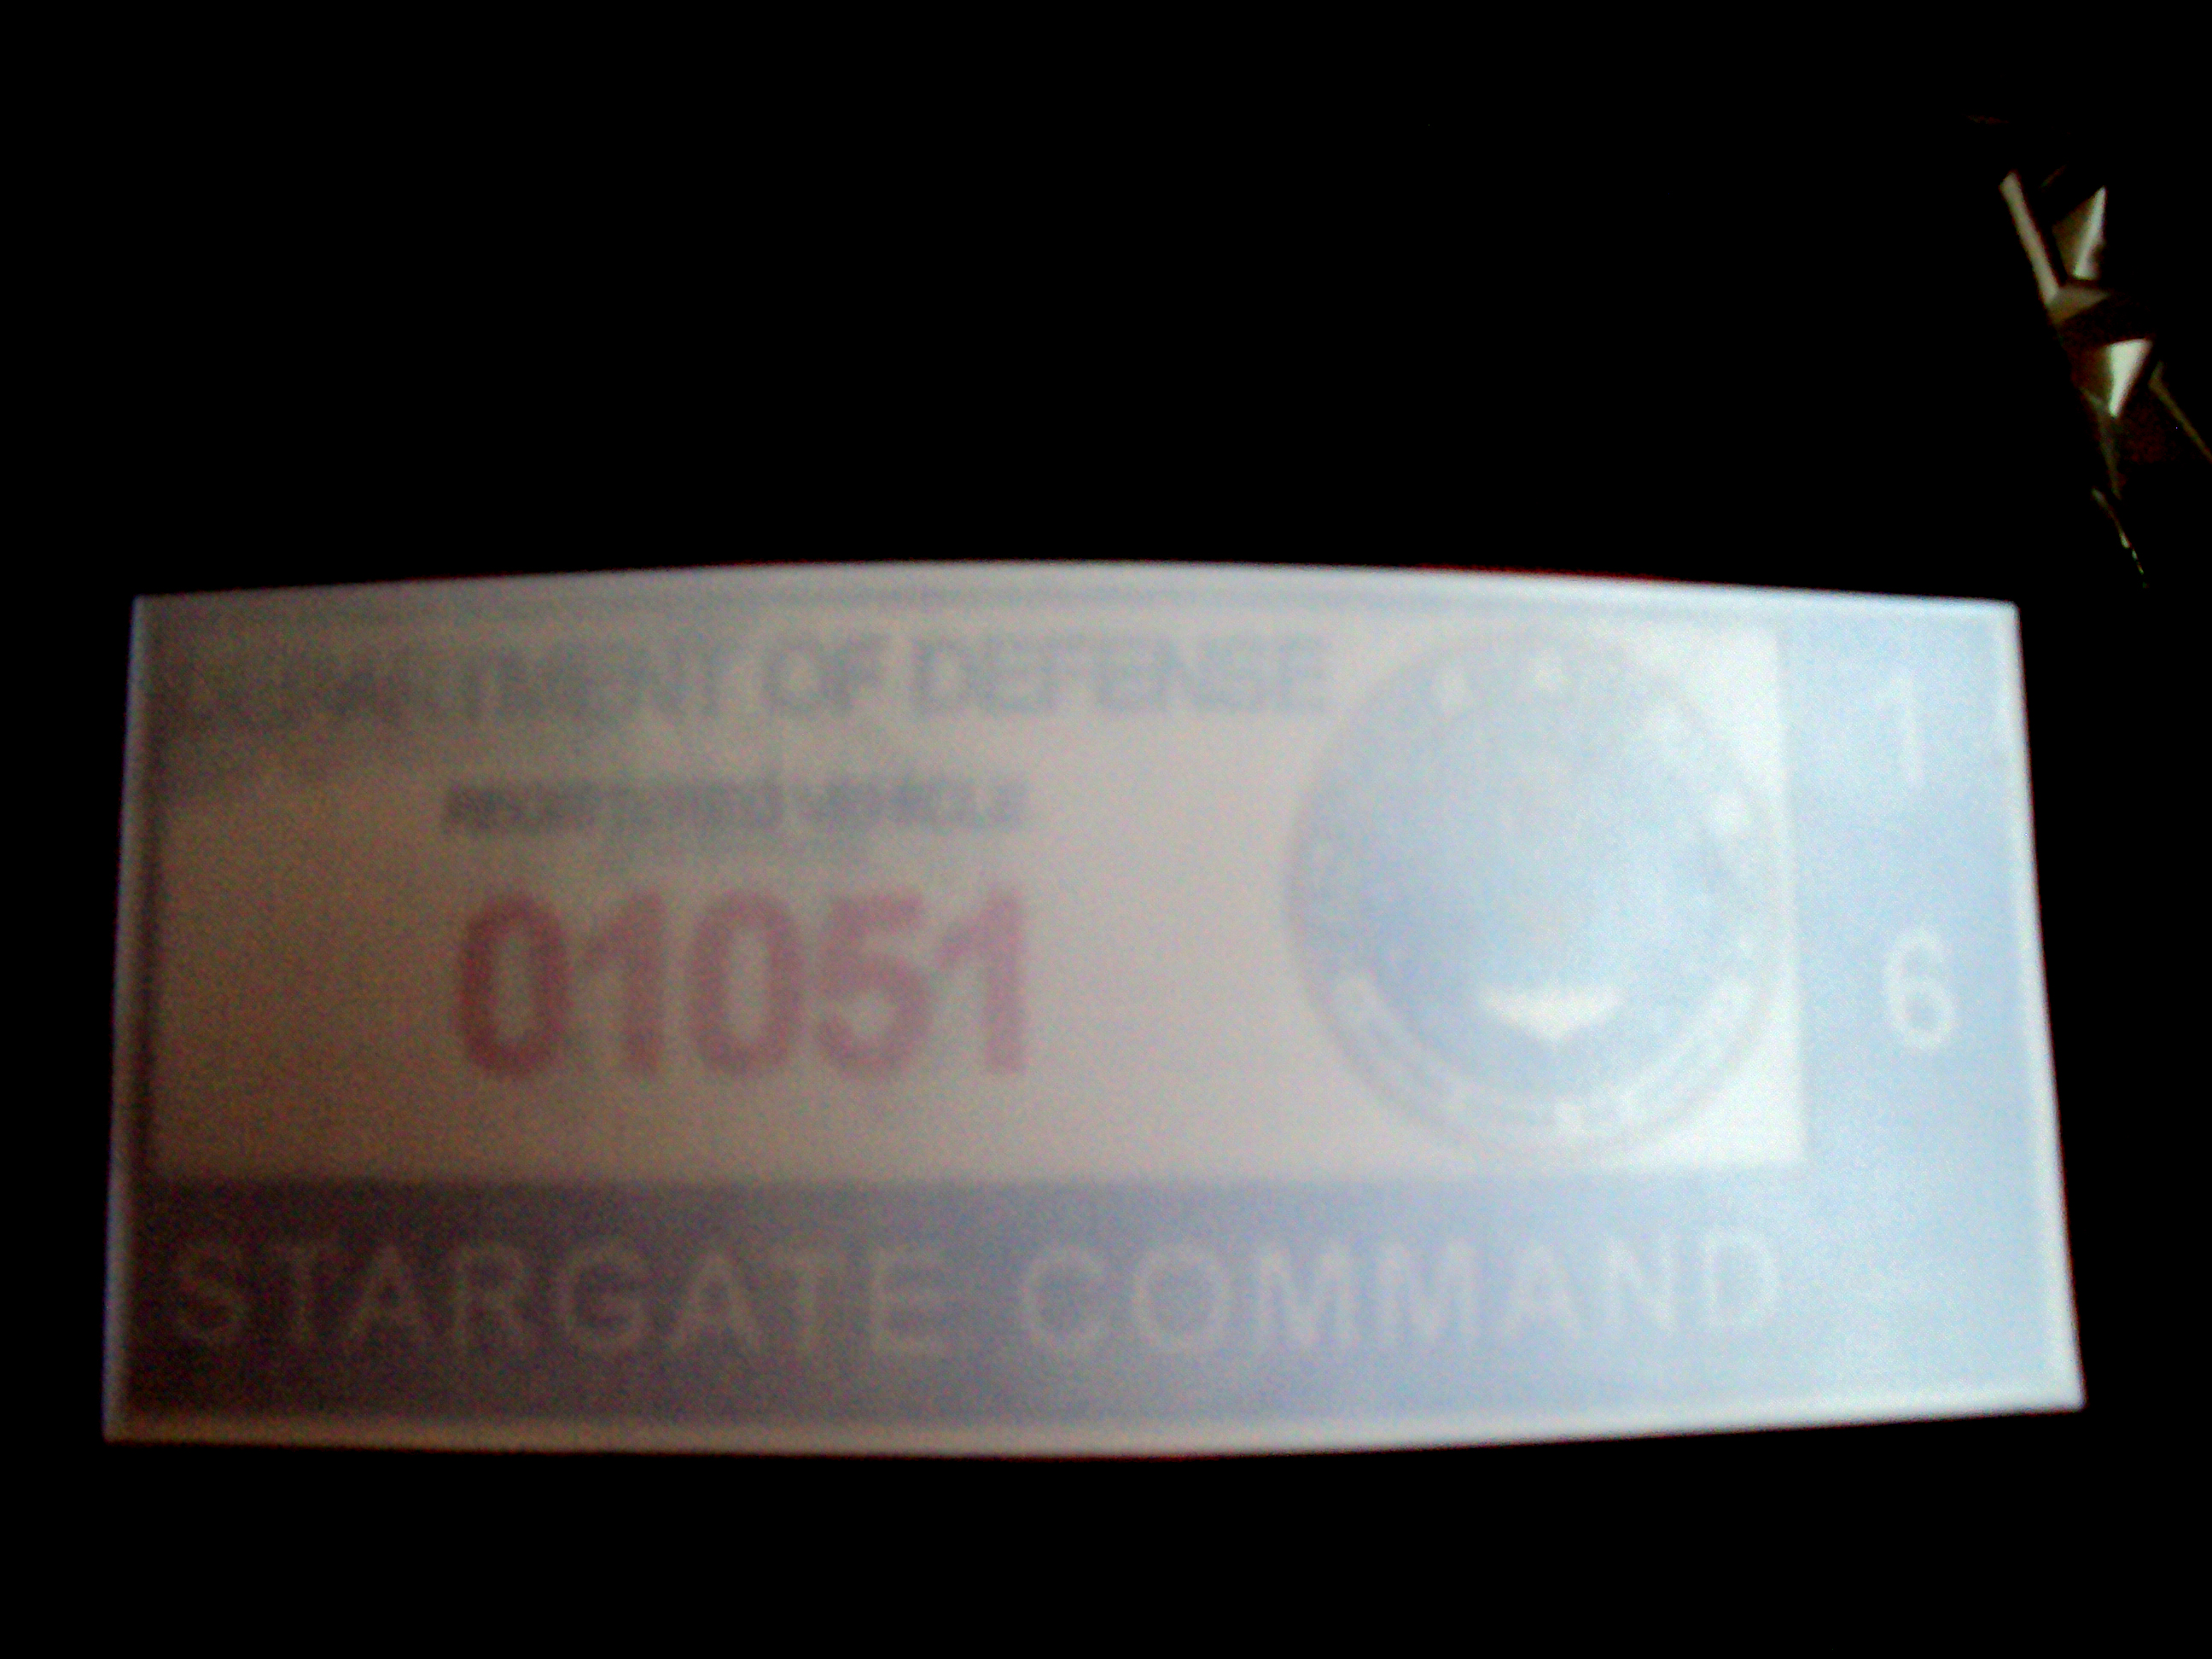 DEPARTMENT OF DEFENSE
REGISTERED VEHICLE
01051
1
6
STARGATE COMMAND